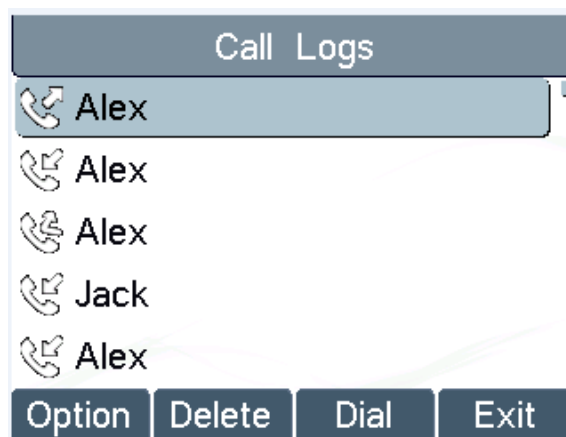 Call Logs
Alex
Alex
Alex
Jack
Alex
Option Delete Dial Exit